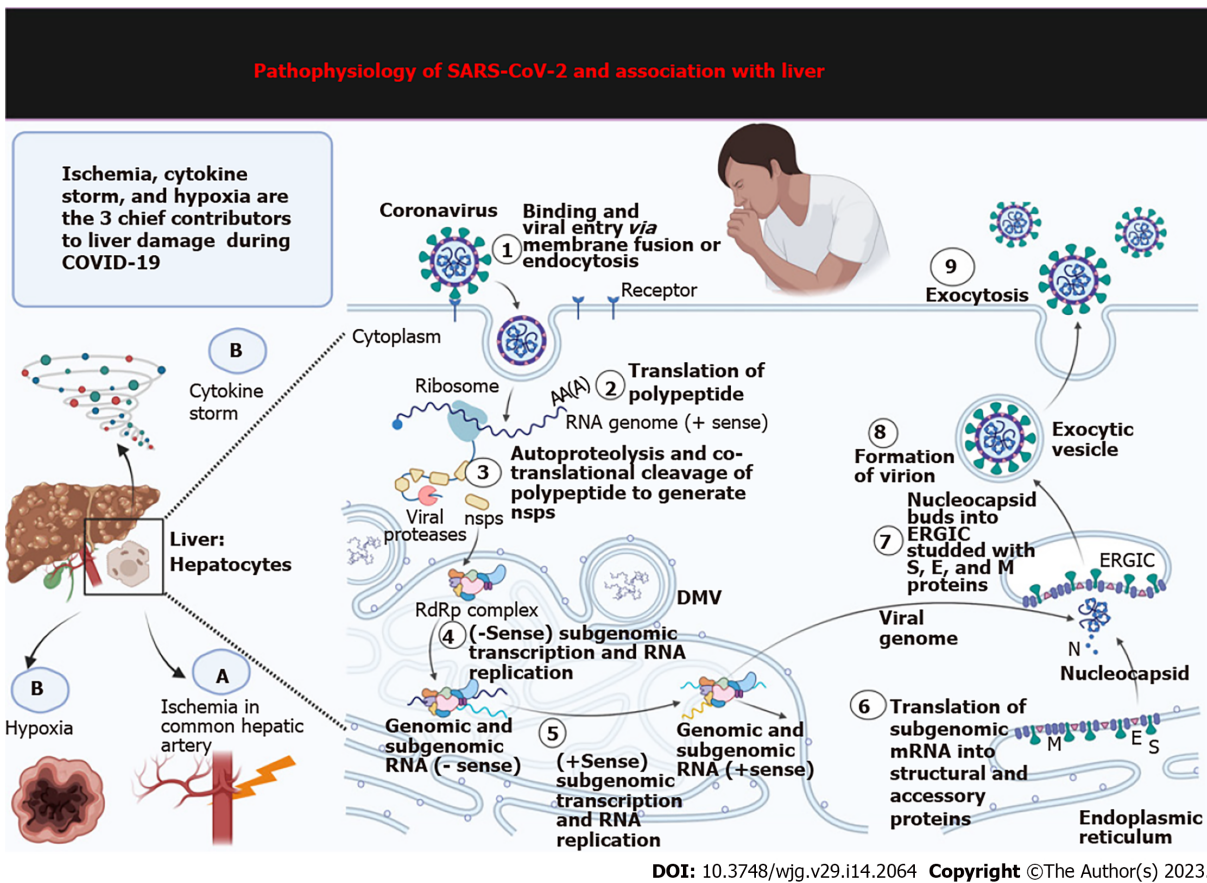 Pathophysiology of SARS-CoV-2 and association with liver
Ischemia, cytokine
storm, and hypoxia are
the 3 chief contributors
to liver damage during
COVID-19
B
Cytokine
storm
Liver:
Hepatocytes
B
Hypoxia
A
Ischemia in
common hepatic
artery
Coronavirus
1
Binding and
viral entry via
membrane fusion or
endocytosis
Receptor
Cytoplasm
Ribosome
AA(A)
2
Translation of
polypeptide
RNA genome (+ sense)
3
Autoproteolysis and co-
translational cleavage of
polypeptide to generate
nsps
Viral
proteases
nsps
DMV
RdRp complex
4
(-Sense) subgenomic
transcription and RNA
replication
Genomic and
subgenomic
RNA (- sense)
5
(+Sense)
subgenomic
transcription
and RNA
replication
Genomic and
subgenomic
RNA (+sense)
6
Translation of
subgenomic
mRNA into
structural and
accessory
proteins
M
E
S
Endoplasmic
reticulum
Viral
genome
N
Nucleocapsid
ERGIC
7
Nucleocapsid
buds into
ERGIC
studded with
S, E, and M
proteins
8
Formation
of virion
Exocytic
vesicle
9
Exocytosis
DOI: 10.3748/wjg.v29.i14.2064 Copyright ©The Author(s) 2023.